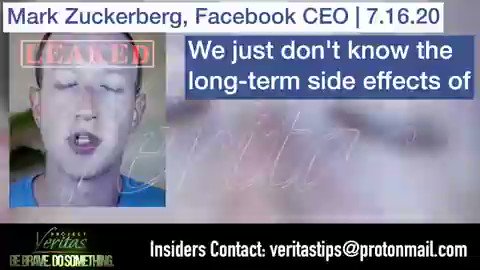 Mark Zuckerberg, Facebook CEO | 7.16.20
LEAKED
We just don't know the
long-term side effects of
Verita
PROJECT
Veritas
BE BRAVE. DO SOMETHING.
Insiders Contact: veritastips@protonmail.com